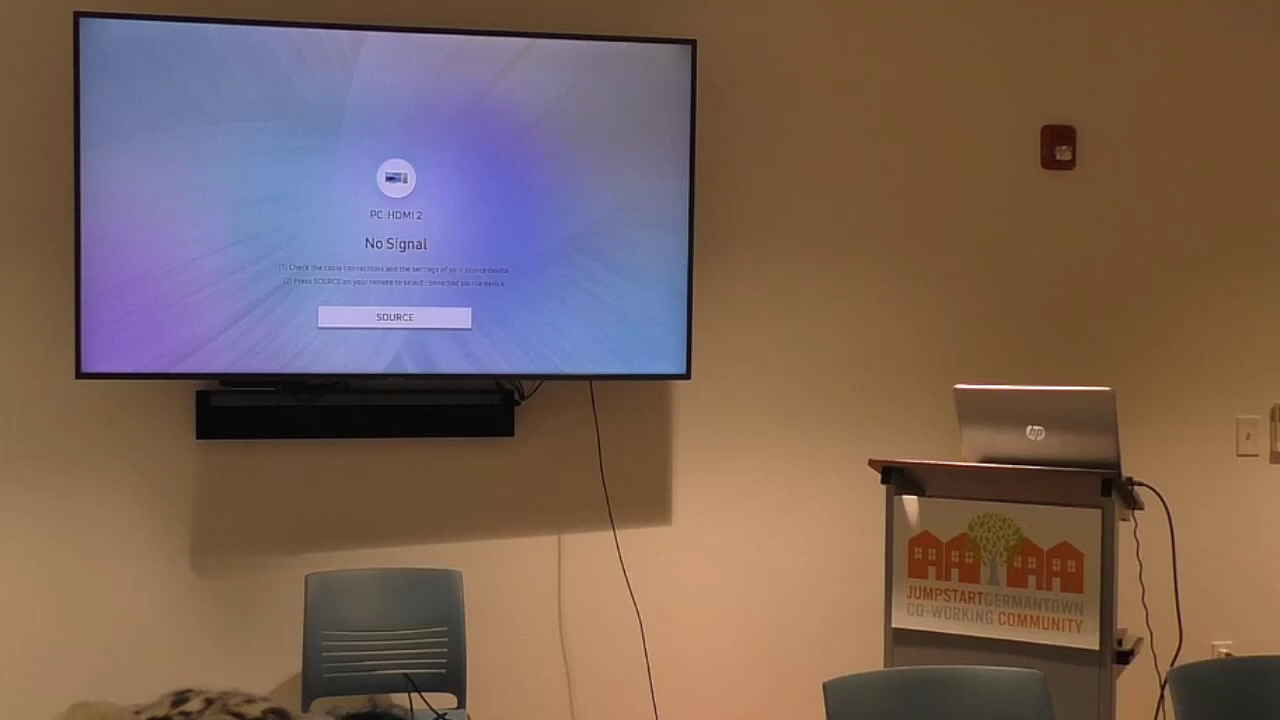 PC HDMI 2
No Signal
(1) Check the cable connections and the settings of your source device.
(2) Press SOURCE on your remote to select connected source device.
SOURCE
hp
JUMPSTARTGERMANTOWN
CO-WORKING COMMUNITY